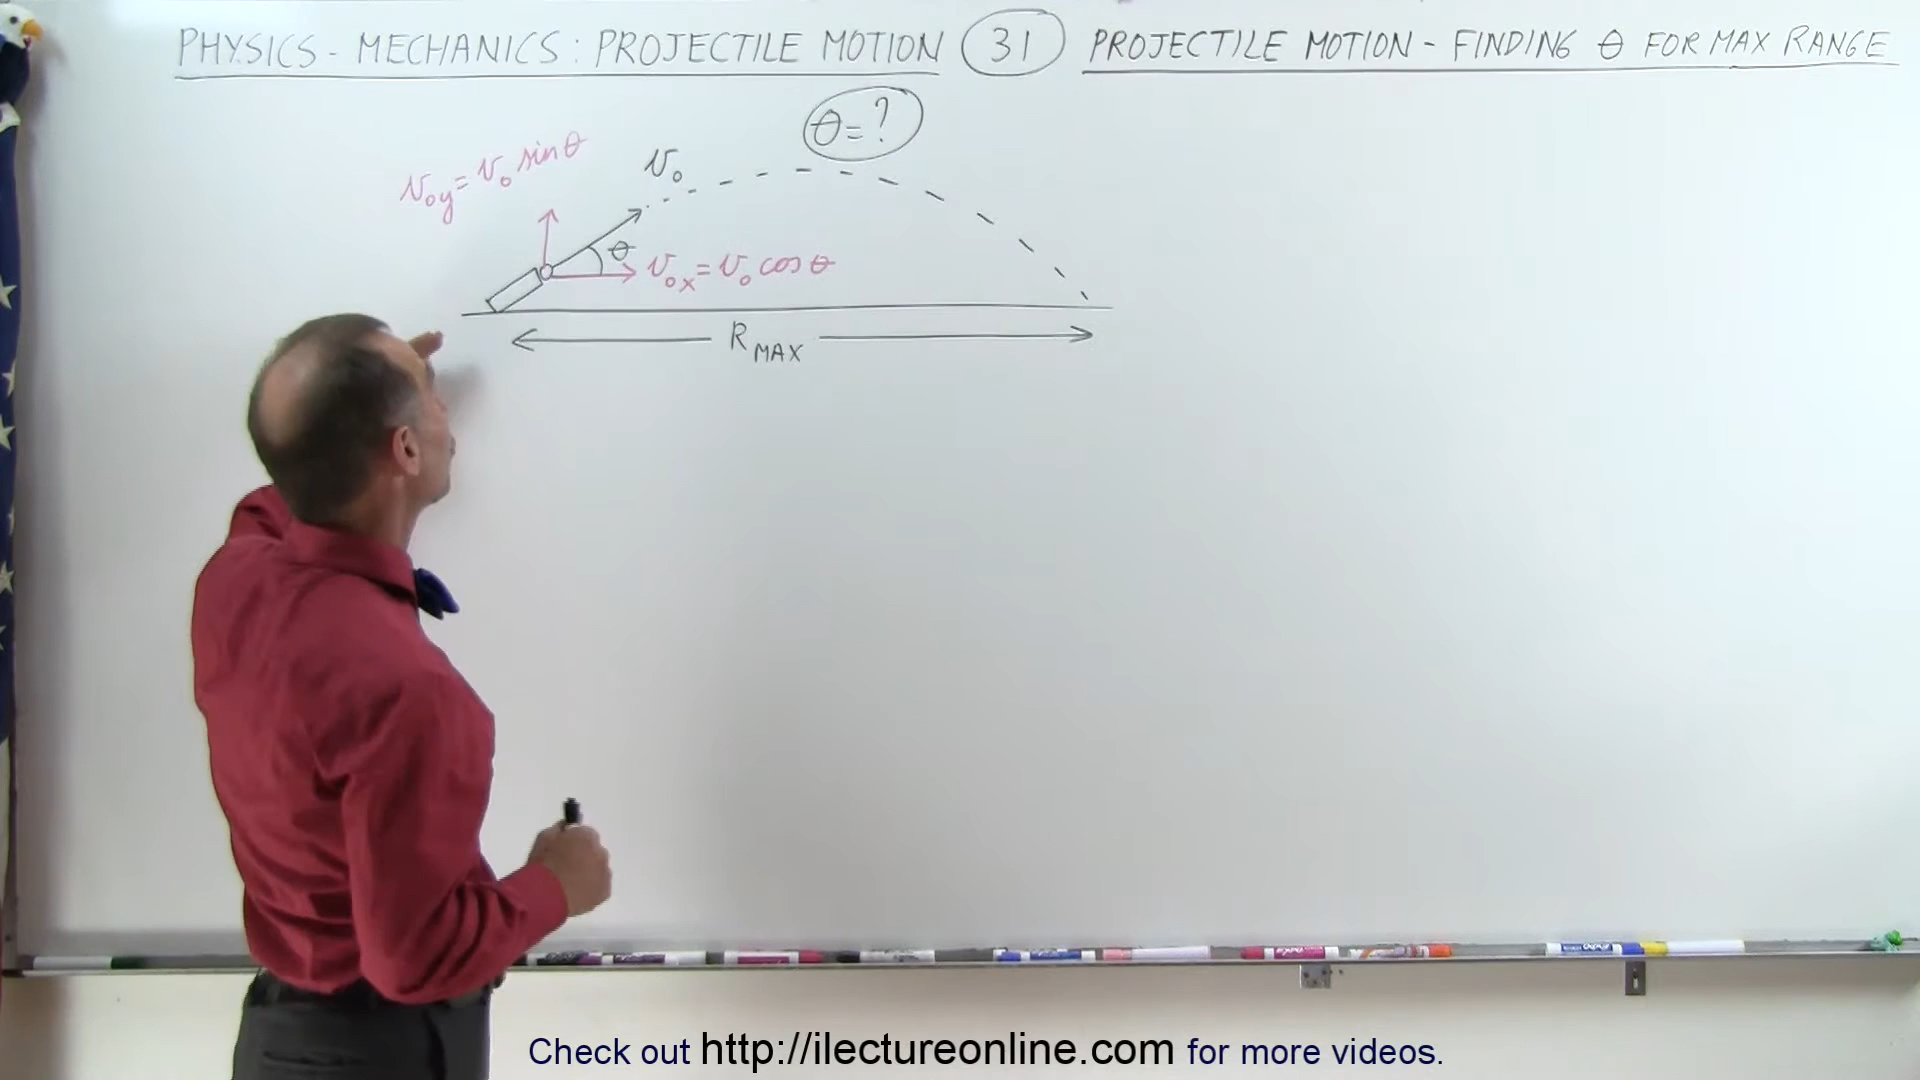 PHYSICS - MECHANICS: PROJECTILE MOTION 31 PROJECTILE MOTION - FINDING θ FOR MAX RANGE
θ = ?
v₀y = v₀ sin θ
v₀
θ
v₀x = v₀ cos θ
R MAX
Check out http://ilectureonline.com for more videos.